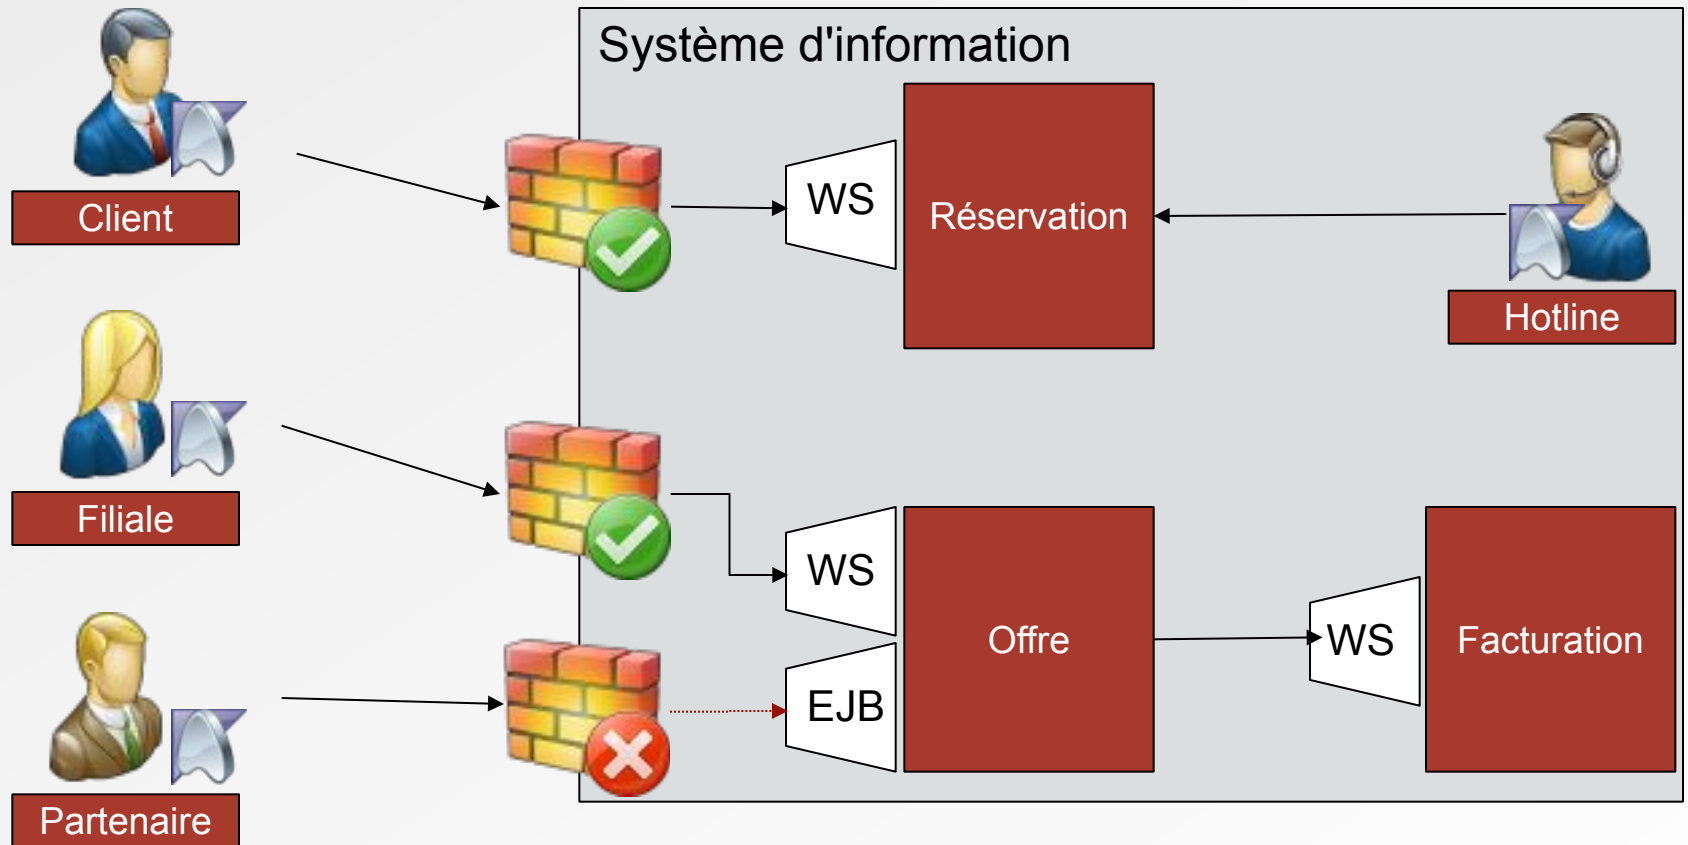 Système d'information
Client
WS
Réservation
Hotline
Filiale
WS
Offre
WS
Facturation
EJB
Partenaire